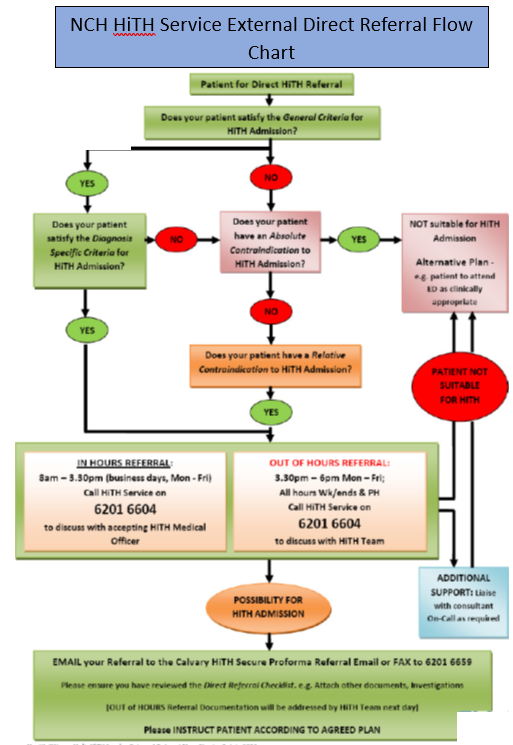 NCH HiTH Service External Direct Referral Flow
Chart
Patient for Direct HiTH Referral
Does your patient satisfy the General Criteria for
HiTH Admission?
YES
NO
Does your patient
satisfy the Diagnosis
Specific Criteria for
HiTH Admission?
NO
Does your patient
have an Absolute
Contraindication to
HiTH Admission?
YES
NOT suitable for HiTH
Admission
Alternative Plan -
e.g. patient to attend
ED as clinically
appropriate
YES
NO
Does your patient have a Relative
Contraindication to HiTH Admission?
PATIENT NOT
SUITABLE
FOR HITH
YES
IN HOURS REFERRAL:
8am – 3.30pm (business days, Mon - Fri)
Call HiTH Service on
6201 6604
to discuss with accepting HiTH Medical
Officer
OUT OF HOURS REFERRAL:
3.30pm – 6pm Mon – Fri;
All hours Wk/ends & PH
Call HiTH Service on
6201 6604
to discuss with HiTH Team
ADDITIONAL
SUPPORT: Liaise
with consultant
On-Call as required
POSSIBILITY FOR
HITH ADMISSION
EMAIL your Referral to the Calvary HiTH Secure Proforma Referral Email or FAX to 6201 6659
Please ensure you have reviewed the Direct Referral Checklist. e.g. Attach other documents, Investigations
(OUT of HOURS Referral Documentation will be addressed by HiTH Team next day)
Please INSTRUCT PATIENT ACCORDING TO AGREED PLAN